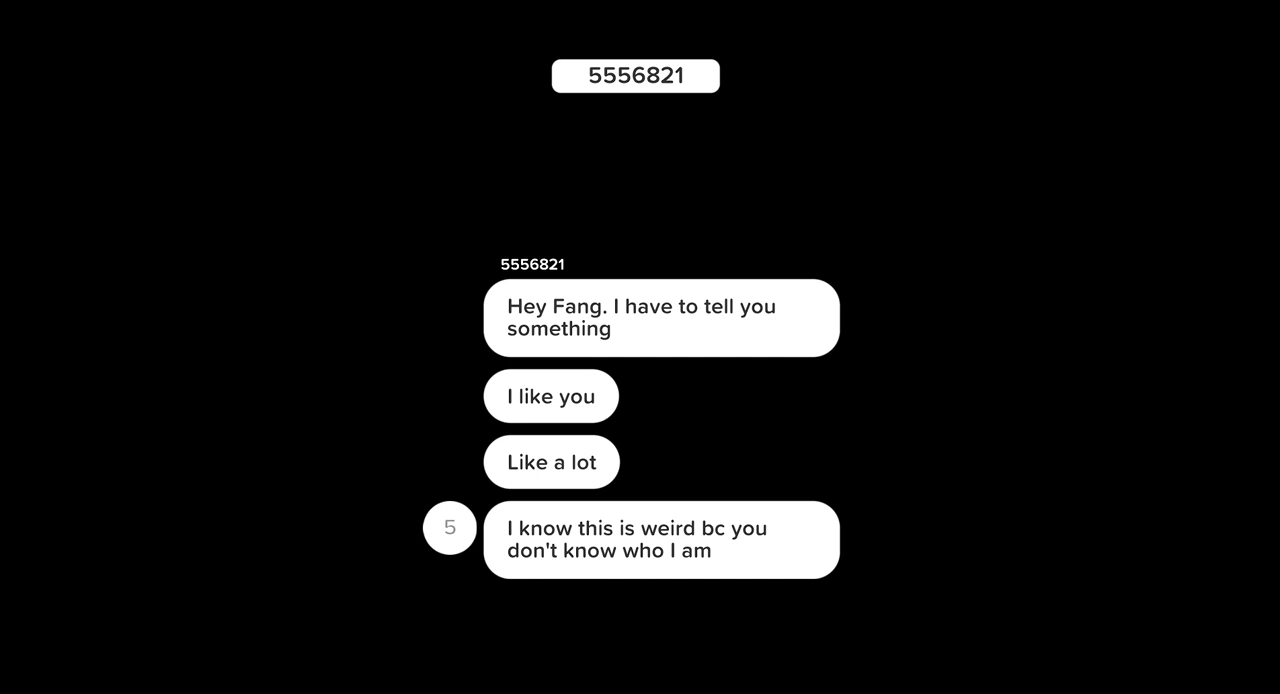 5556821
5556821
Hey Fang. I have to tell you
something
I like you
Like a lot
5
I know this is weird bc you
don't know who I am